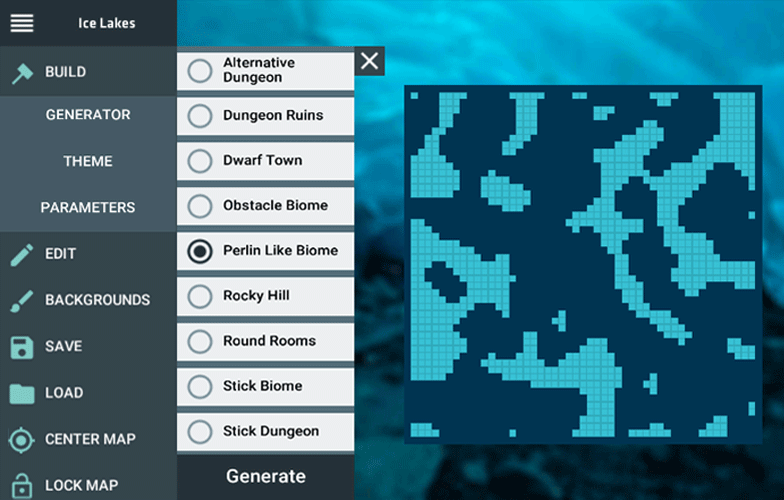 Ice Lakes
BUILD
GENERATOR
THEME
PARAMETERS
EDIT
BACKGROUNDS
SAVE
LOAD
CENTER MAP
LOCK MAP
Alternative
Dungeon
Dungeon Ruins
Dwarf Town
Obstacle Biome
Perlin Like Biome
Rocky Hill
Round Rooms
Stick Biome
Stick Dungeon
Generate